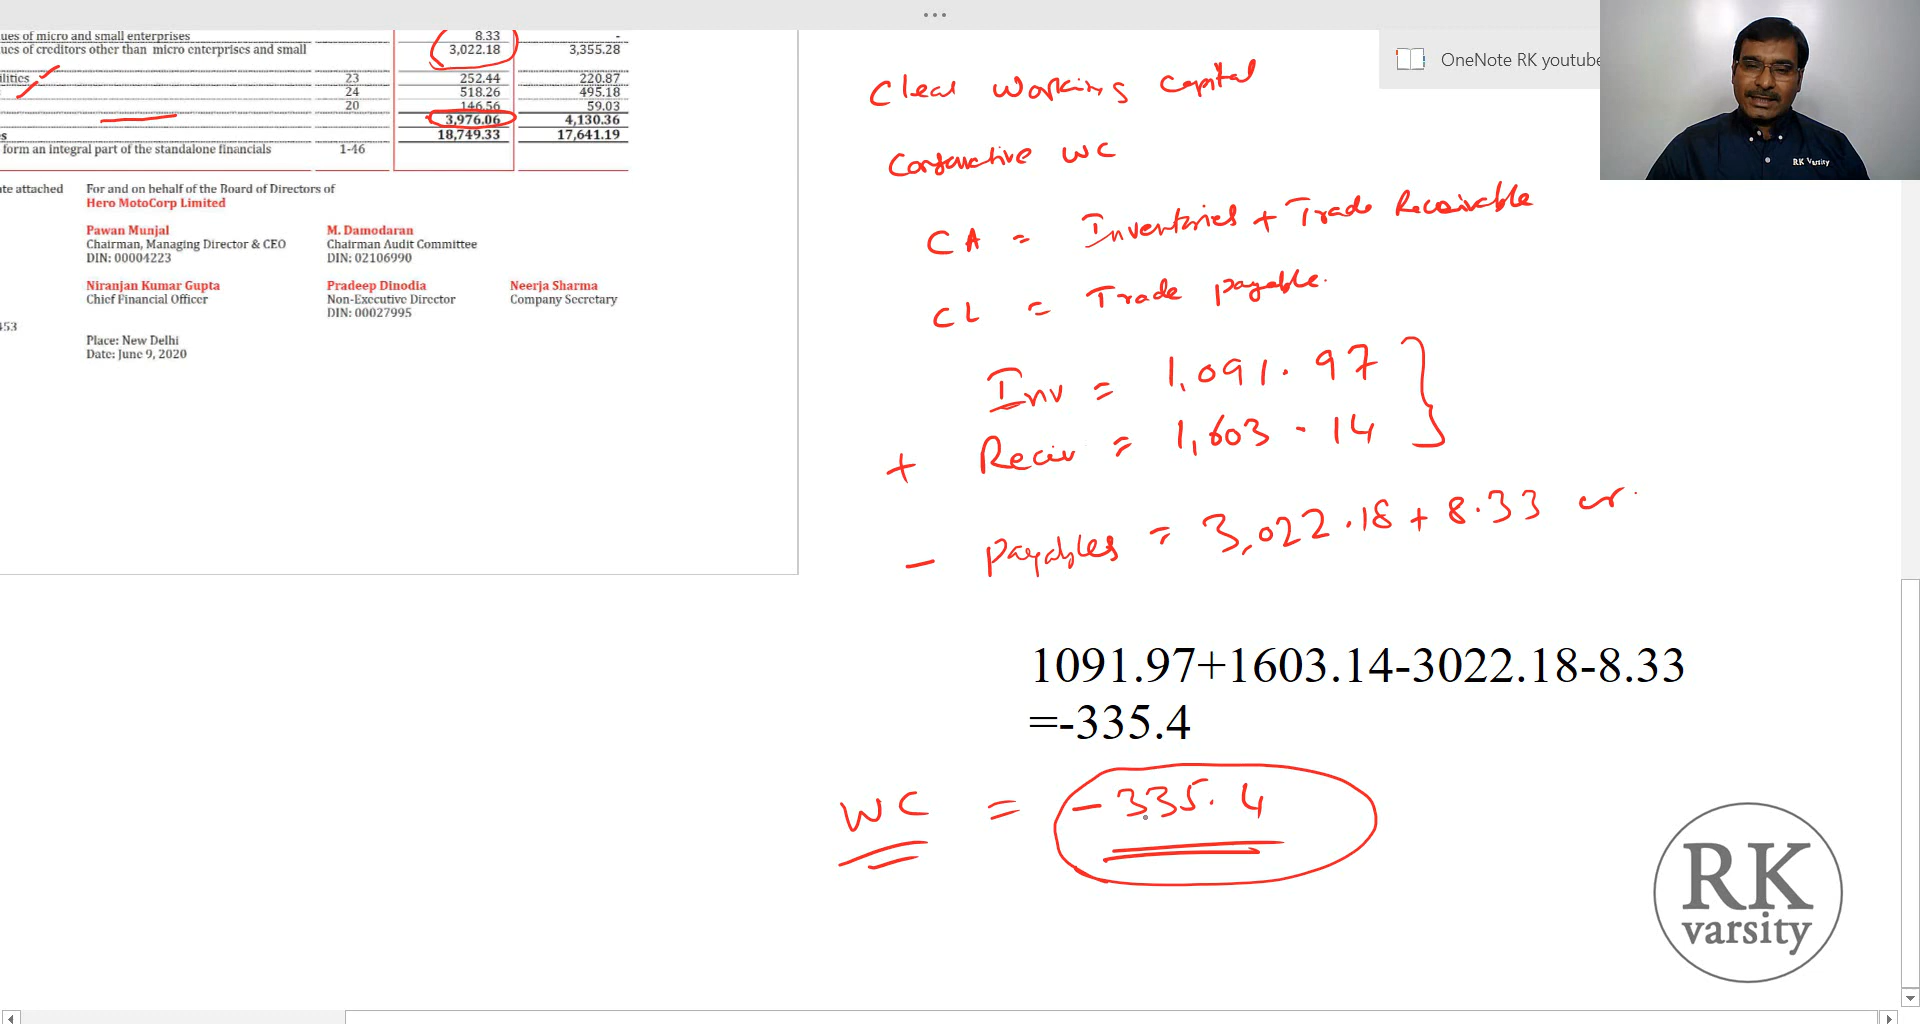 ...
ues of micro and small enterprises 8.33 -
ues of creditors other than micro enterprises and small 3,022.18 3,355.28
ilities 23 252.44 220.87
24 518.26 495.18
20 146.56 59.03
3,976.06 4,130.36
s 18,749.33 17,641.19
form an integral part of the standalone financials 1-46
ate attached For and on behalf of the Board of Directors of
Hero MotoCorp Limited
Pawan Munjal M. Damodaran
Chairman, Managing Director & CEO Chairman Audit Committee
DIN: 00004223 DIN: 02106990
Niranjan Kumar Gupta Pradeep Dinodia Neerja Sharma
Chief Financial Officer Non-Executive Director Company Secretary
DIN: 00027995
453
Place: New Delhi
Date: June 9, 2020
OneNote RK youtube
RK Varsity
Clear Working Capital
WC
CA = Inventories + Trade Receivable
CL = Trade payable.
Inv = 1,091.97
+ Reciv = 1,603.14
- Payables = 3,022.18 + 8.33 cr.
1091.97+1603.14-3022.18-8.33
=-335.4
WC = -335.4
RK
varsity